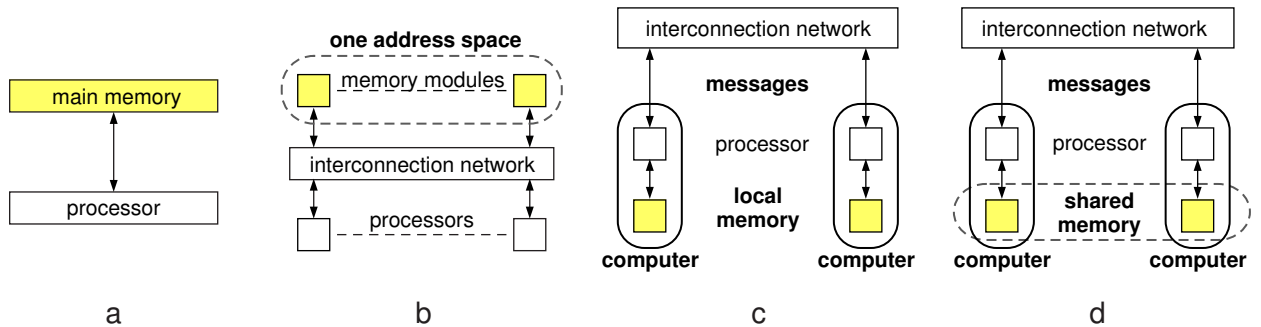 main memory
processor
a
one address space
memory modules
interconnection network
processors
b
interconnection network
messages
processor
local
memory
computer computer
c
interconnection network
messages
processor
shared
memory
computer computer
d